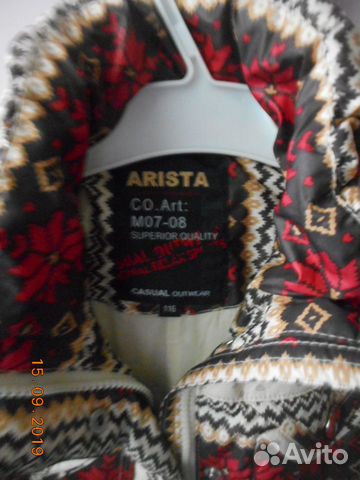 ARISTA
CO.Art:
M07-08
SUPERIOR QUALITY
CASUAL OUTWEAR
116
15.09.2019
Avito